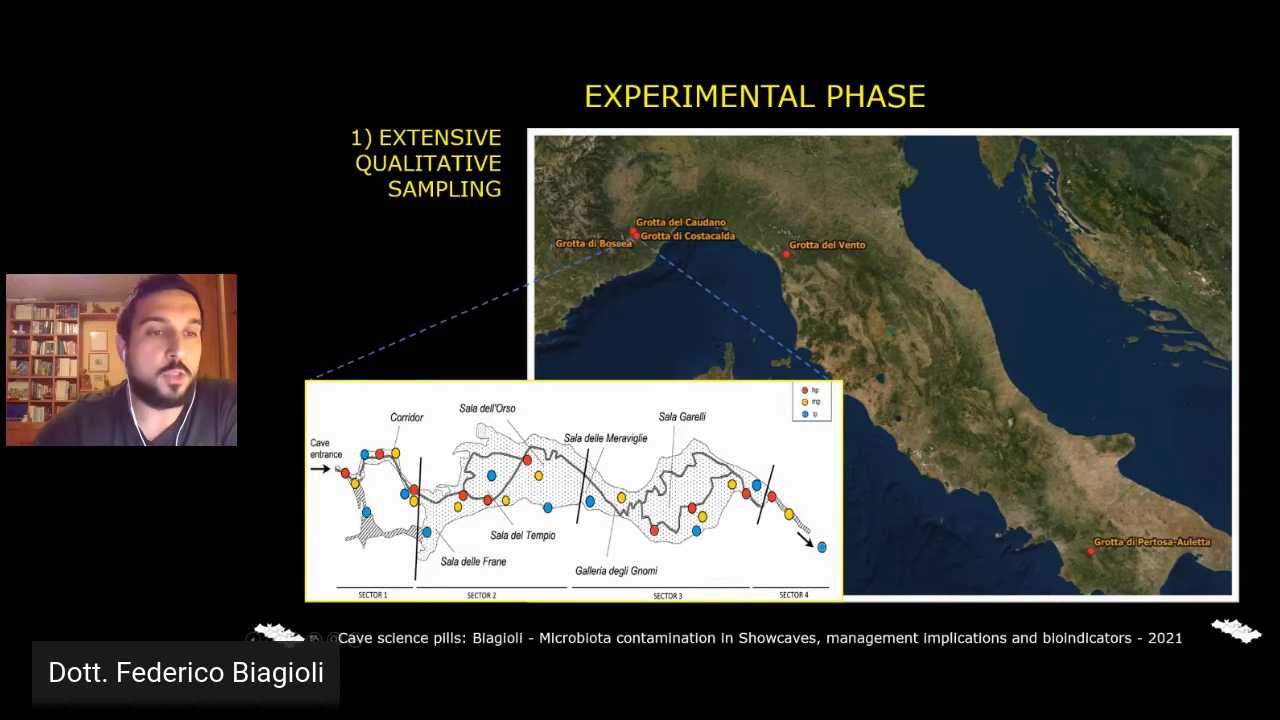 EXPERIMENTAL PHASE
1) EXTENSIVE
QUALITATIVE
SAMPLING
Grotta del Caudano
Grotta di Costacalda
Grotta di Bossea
Grotta del Vento
Grotta di Pertosa-Auletta
hp
mp
lp
Cave
entrance
Corridor
Sala dell'Orso
Sala delle Meraviglie
Sala Garelli
Sala del Tempio
Sala delle Frane
Galleria degli Gnomi
SECTOR 1
SECTOR 2
SECTOR 3
SECTOR 4
Cave science pills: Biagioli - Microbiota contamination in Showcaves, management implications and bioindicators - 2021
Dott. Federico Biagioli